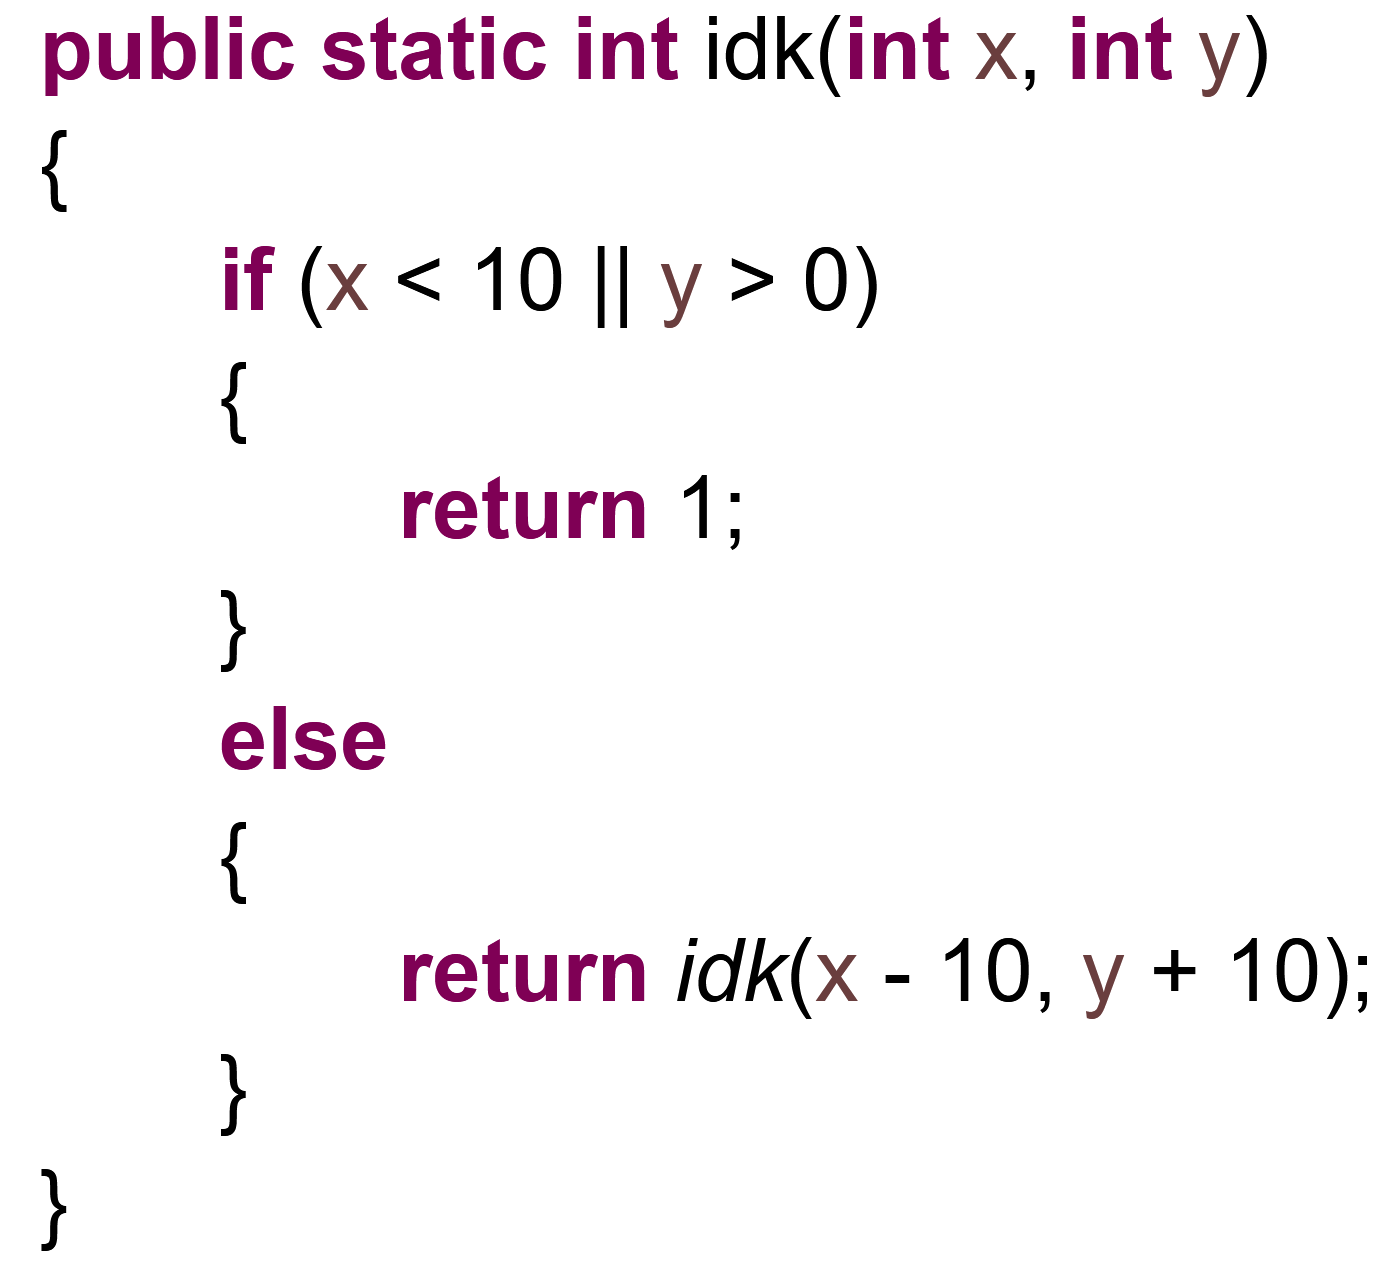 public static int idk(int x, int y)
{
if (x < 10 || y > 0)
{
return 1;
}
else
{
return idk(x - 10, y + 10);
}
}